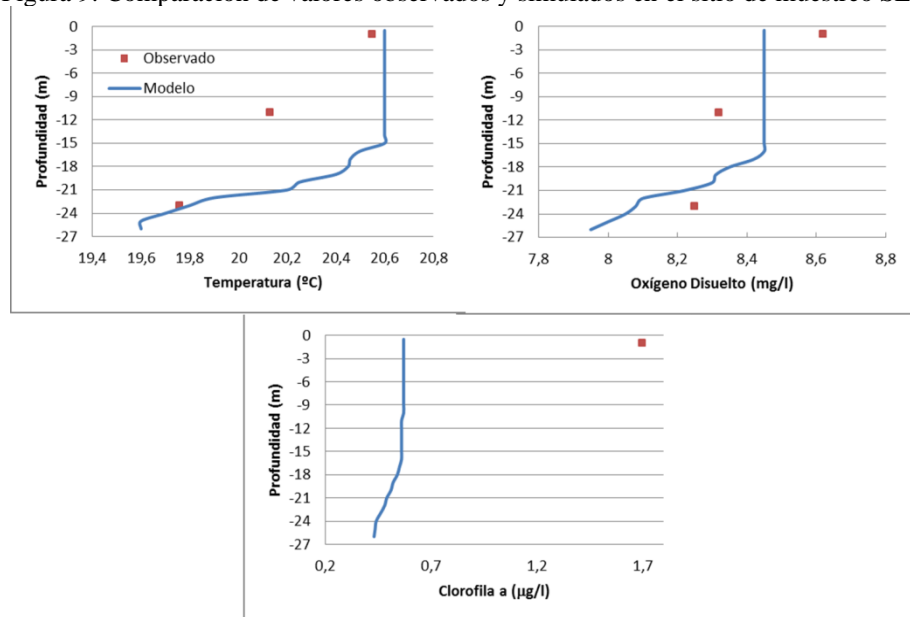 Figura 9. Comparación de valores observados y simulados en el sitio de muestreo
0
-3
-6
-9
-12
-15
-18
-21
-24
-27
Profundidad (m)
Observado
Modelo
19,4 19,6 19,8 20 20,2 20,4 20,6 20,8
Temperatura (ºC)
0
-3
-6
-9
-12
-15
-18
-21
-24
-27
Profundidad (m)
7,8 8 8,2 8,4 8,6 8,8
Oxígeno Disuelto (mg/l)
0
-3
-6
-9
-12
-15
-18
-21
-24
-27
Profundidad (m)
0,2 0,7 1,2 1,7
Clorofila a (µg/l)